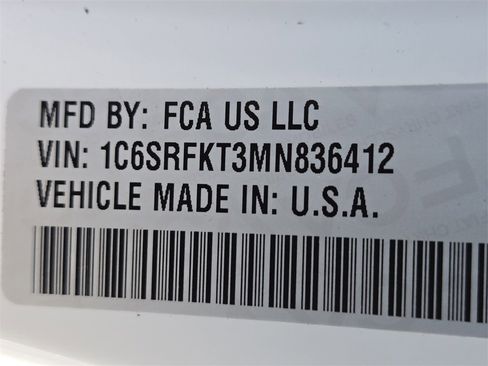 MFD BY: FCA US LLC
VIN: 1C6SRFKT3MN836412
VEHICLE MADE IN: U.S.A.